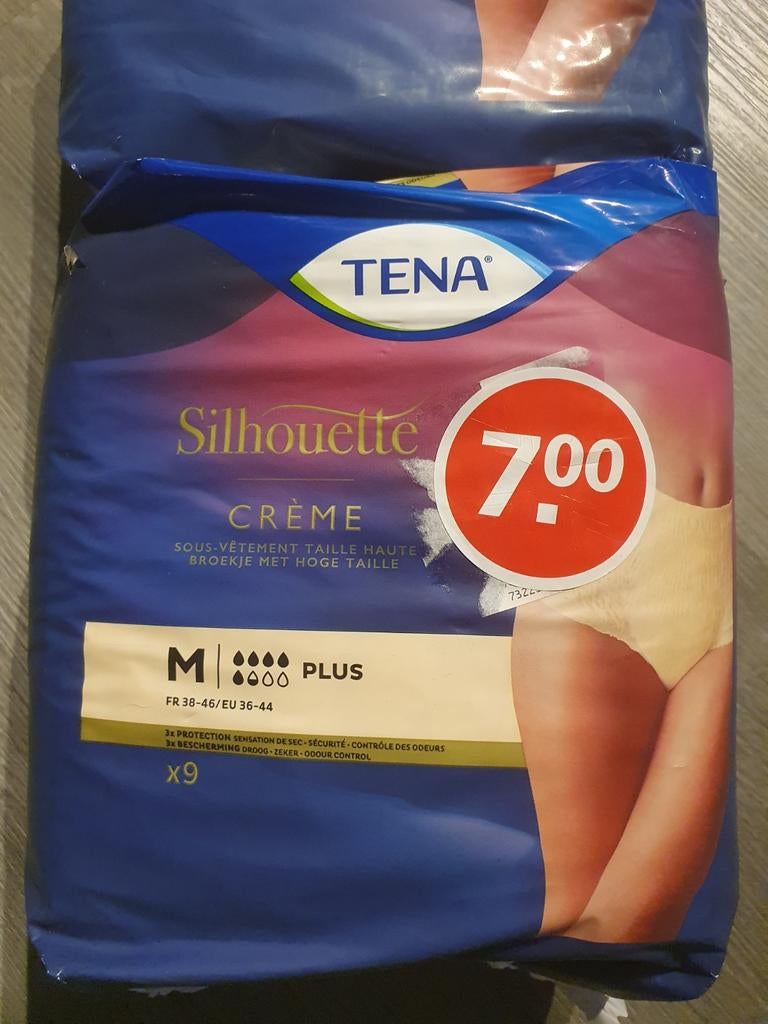 TENA®
Silhouette
7.00
CRÈME
SOUS-VÊTEMENT TAILLE HAUTE
BROEKJE MET HOGE TAILLE
M PLUS
FR 38-46/EU 36-44
3x PROTECTION SENSATION DE SEC • SÉCURITÉ • CONTRÔLE DES ODEURS
3x BESCHERMING DROOG • ZEKER • ODOUR CONTROL
x9